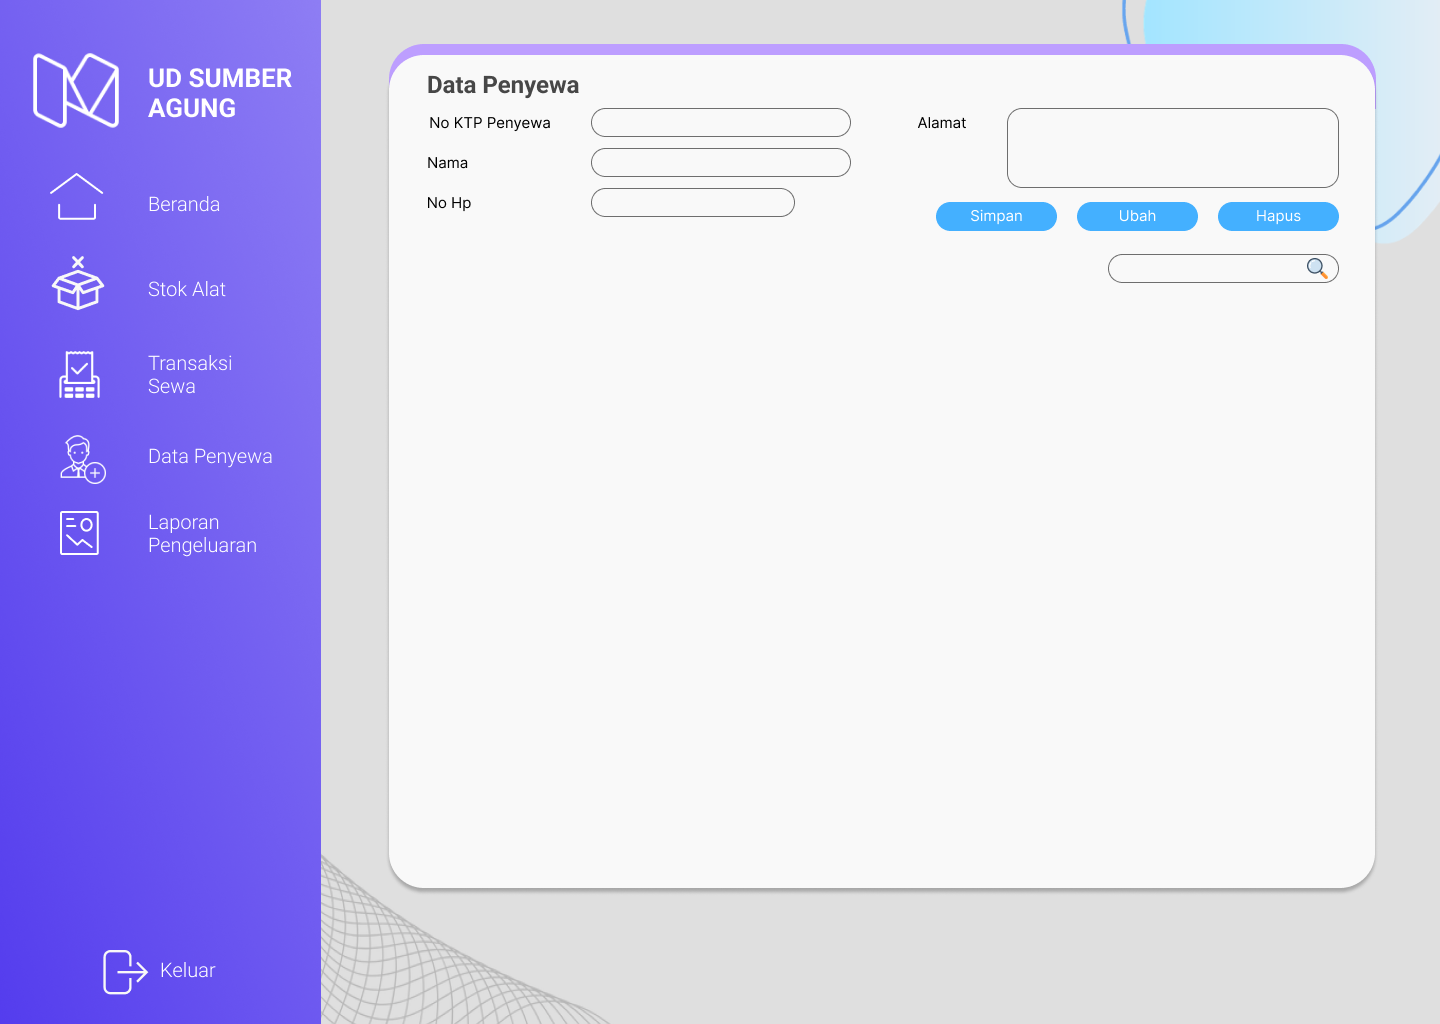 UD SUMBER
AGUNG
Beranda
Stok Alat
Transaksi
Sewa
Data Penyewa
Laporan
Pengeluaran
Keluar
Data Penyewa
No KTP Penyewa
Nama
No Hp
Alamat
Simpan
Ubah
Hapus